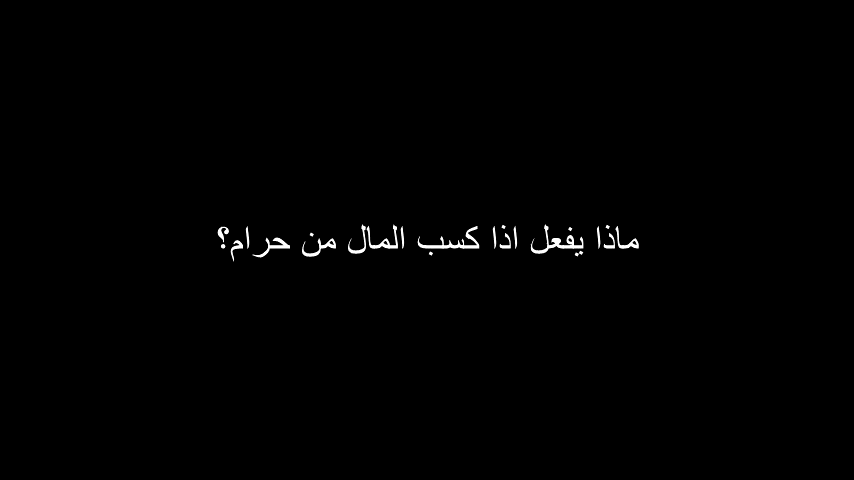 ماذا يفعل اذا كسب المال من حرام؟